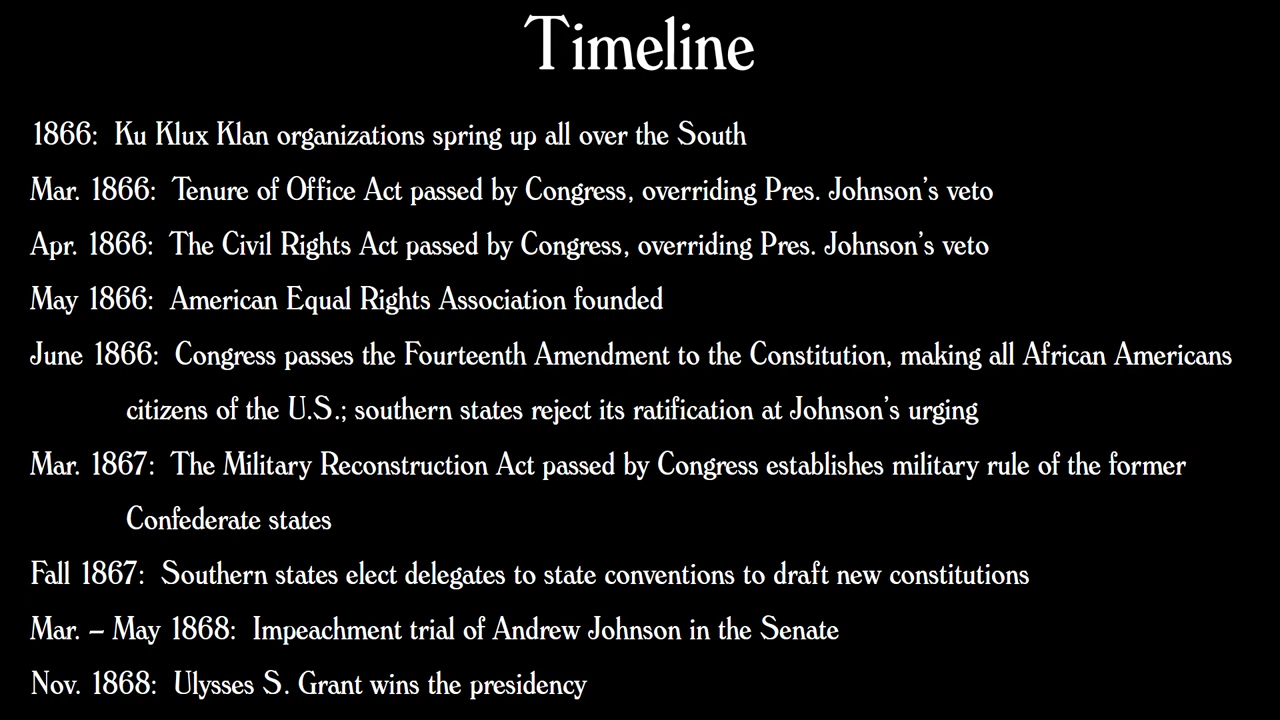 Timeline
1866: Ku Klux Klan organizations spring up all over the South
Mar. 1866: Tenure of Office Act passed by Congress, overriding Pres. Johnson's veto
Apr. 1866: The Civil Rights Act passed by Congress, overriding Pres. Johnson's veto
May 1866: American Equal Rights Association founded
June 1866: Congress passes the Fourteenth Amendment to the Constitution, making all African Americans
citizens of the U.S.; southern states reject its ratification at Johnson's urging
Mar. 1867: The Military Reconstruction Act passed by Congress establishes military rule of the former
Confederate states
Fall 1867: Southern states elect delegates to state conventions to draft new constitutions
Mar. – May 1868: Impeachment trial of Andrew Johnson in the Senate
Nov. 1868: Ulysses S. Grant wins the presidency